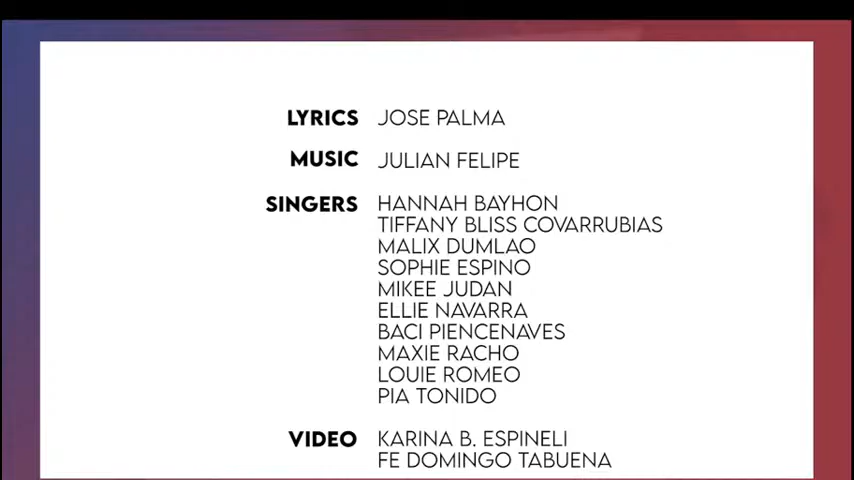 LYRICS JOSE PALMA
MUSIC JULIAN FELIPE
SINGERS HANNAH BAYHON
TIFFANY BLISS COVARRUBIAS
MALIX DUMLAO
SOPHIE ESPINO
MIKEE JUDAN
ELLIE NAVARRA
BACI PIENCENAVES
MAXIE RACHO
LOUIE ROMEO
PIA TONIDO
VIDEO KARINA B. ESPINELI
FE DOMINGO TABUENA